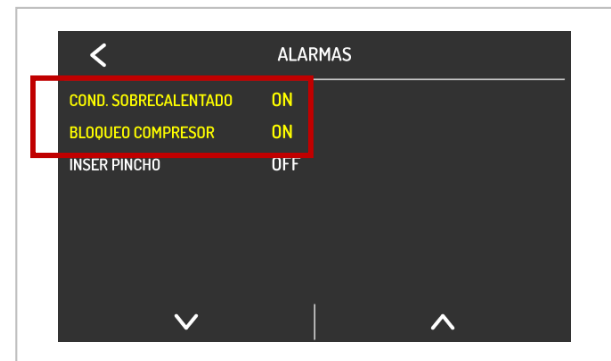 ALARMAS
COND. SOBRECALENTADO ON
BLOQUEO COMPRESOR ON
INSER PINCHO OFF